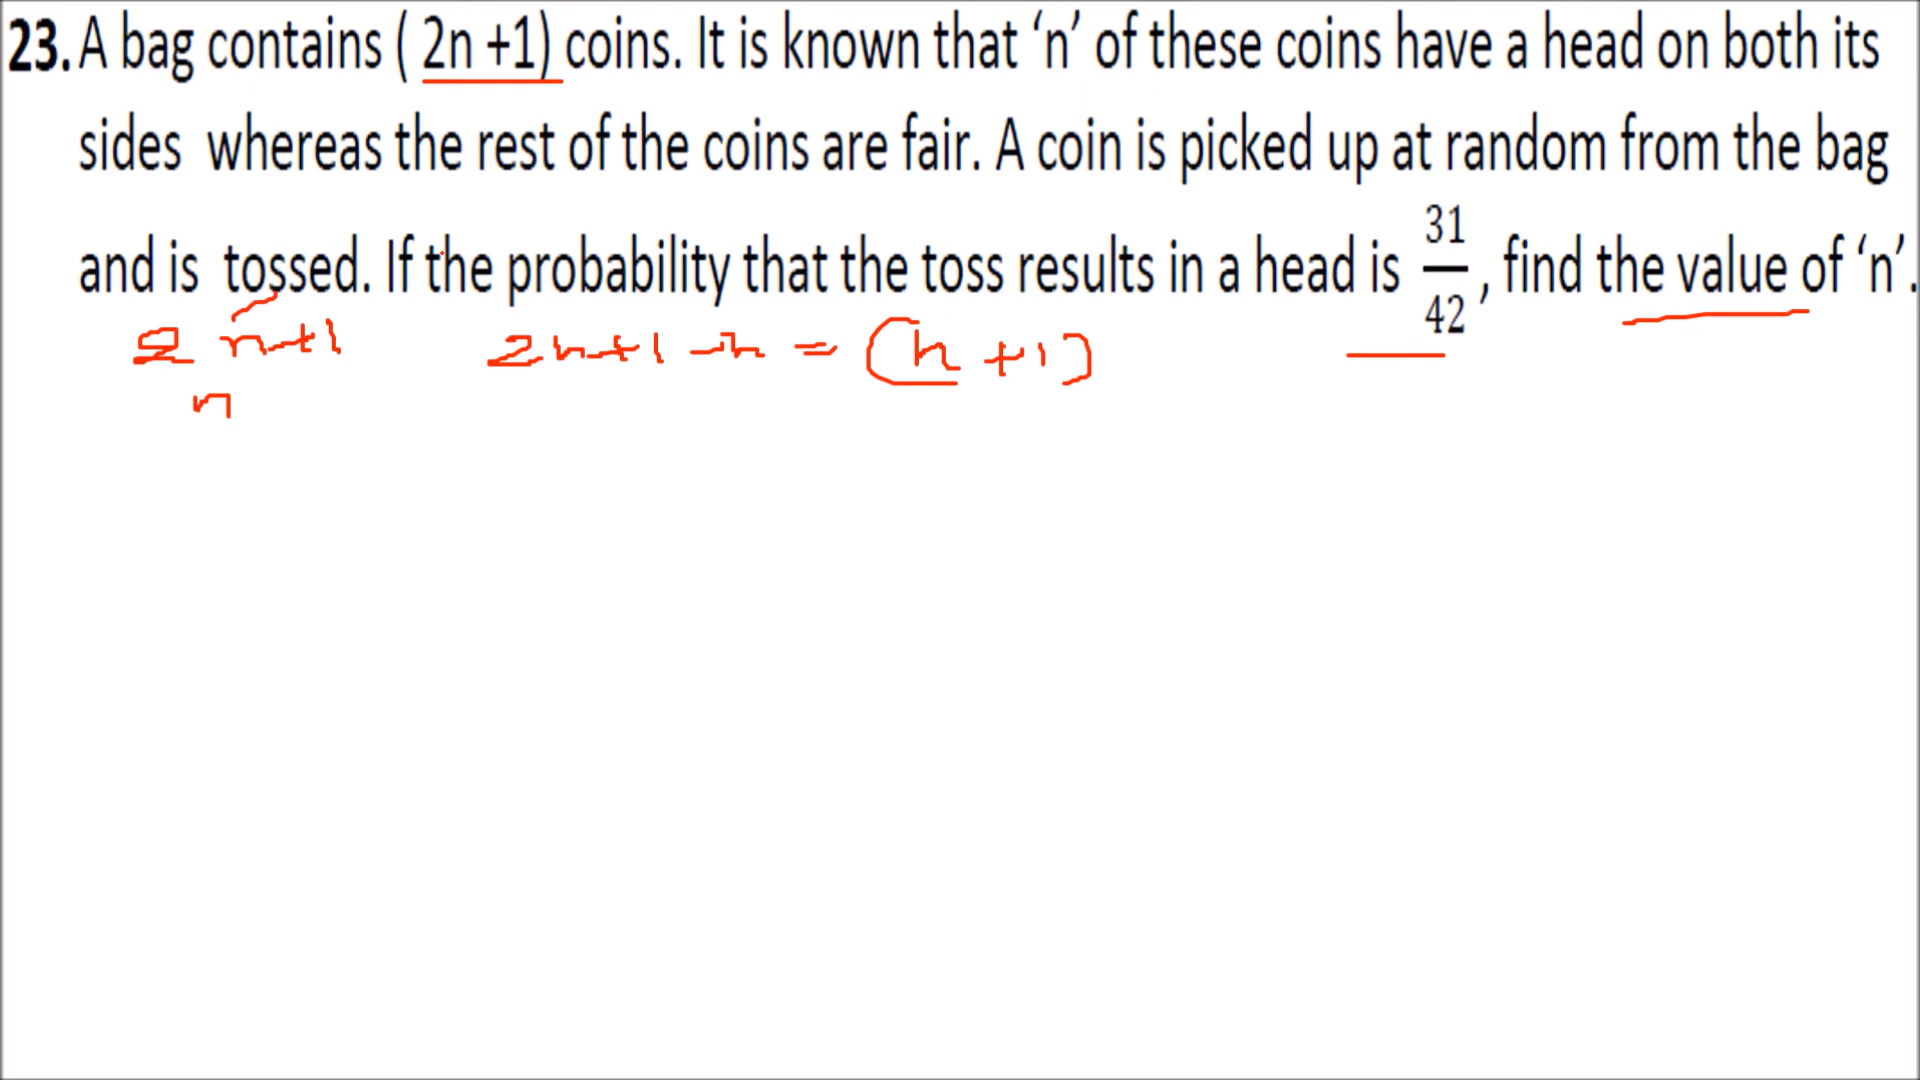 23. A bag contains ( 2n +1) coins. It is known that ‘n’ of these coins have a head on both its
sides whereas the rest of the coins are fair. A coin is picked up at random from the bag
and is tossed. If the probability that the toss results in a head is 31/42, find the value of ‘n’.
2n+1 2n+1-n = (n+1)
n